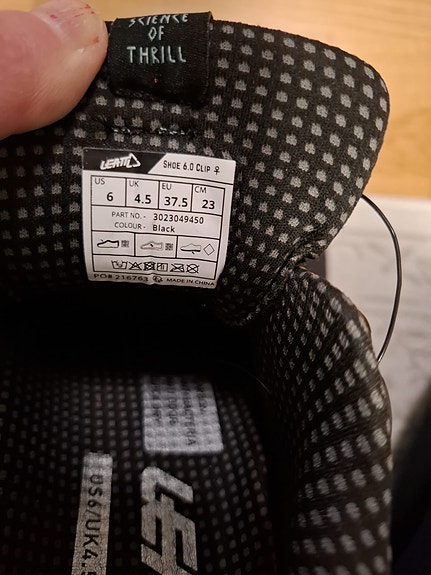 SCIENCE
OF
THRILL
LEATT SHOE 6.0 CLIP ♀
US UK EU CM
6 4.5 37.5 23
PART NO. - 3023049450
COLOUR - Black
PO# 216763 MADE IN CHINA
US6/UK4.5